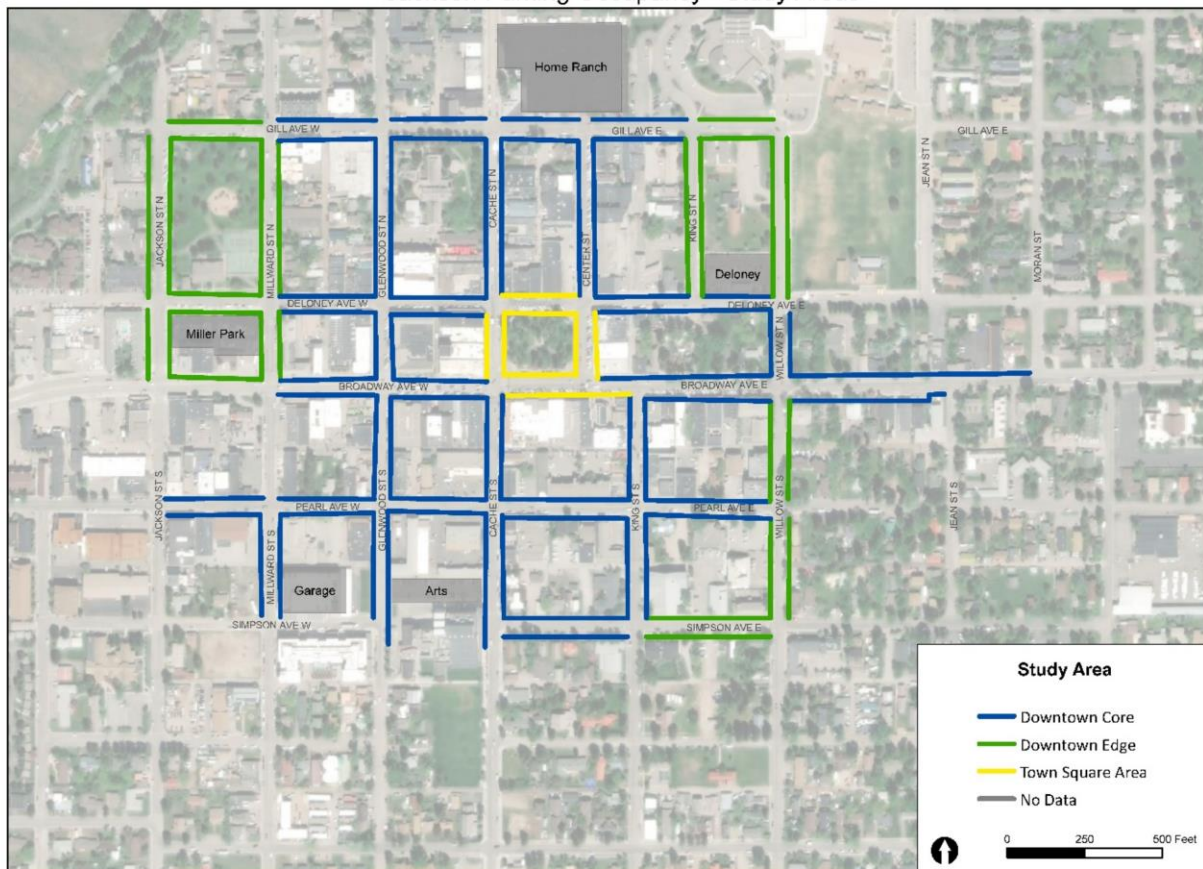 Home Ranch
GILL AVE W
GILL AVE E
GILL AVE E
JACKSON ST N
MILLWARD ST N
GLENWOOD ST N
CACHE ST N
CENTER ST
KING ST N
JEAN ST N
MORAN ST
Deloney
DELONEY AVE W
DELONEY AVE E
Miller Park
WILLOW ST N
BROADWAY AVE W
BROADWAY AVE E
JACKSON ST S
GLENWOOD ST S
CACHE ST S
KING ST S
WILLOW ST S
JEAN ST S
PEARL AVE W
PEARL AVE E
MILLWARD ST S
Garage
Arts
SIMPSON AVE W
SIMPSON AVE E
Study Area
Downtown Core
Downtown Edge
Town Square Area
No Data
0 250 500 Feet